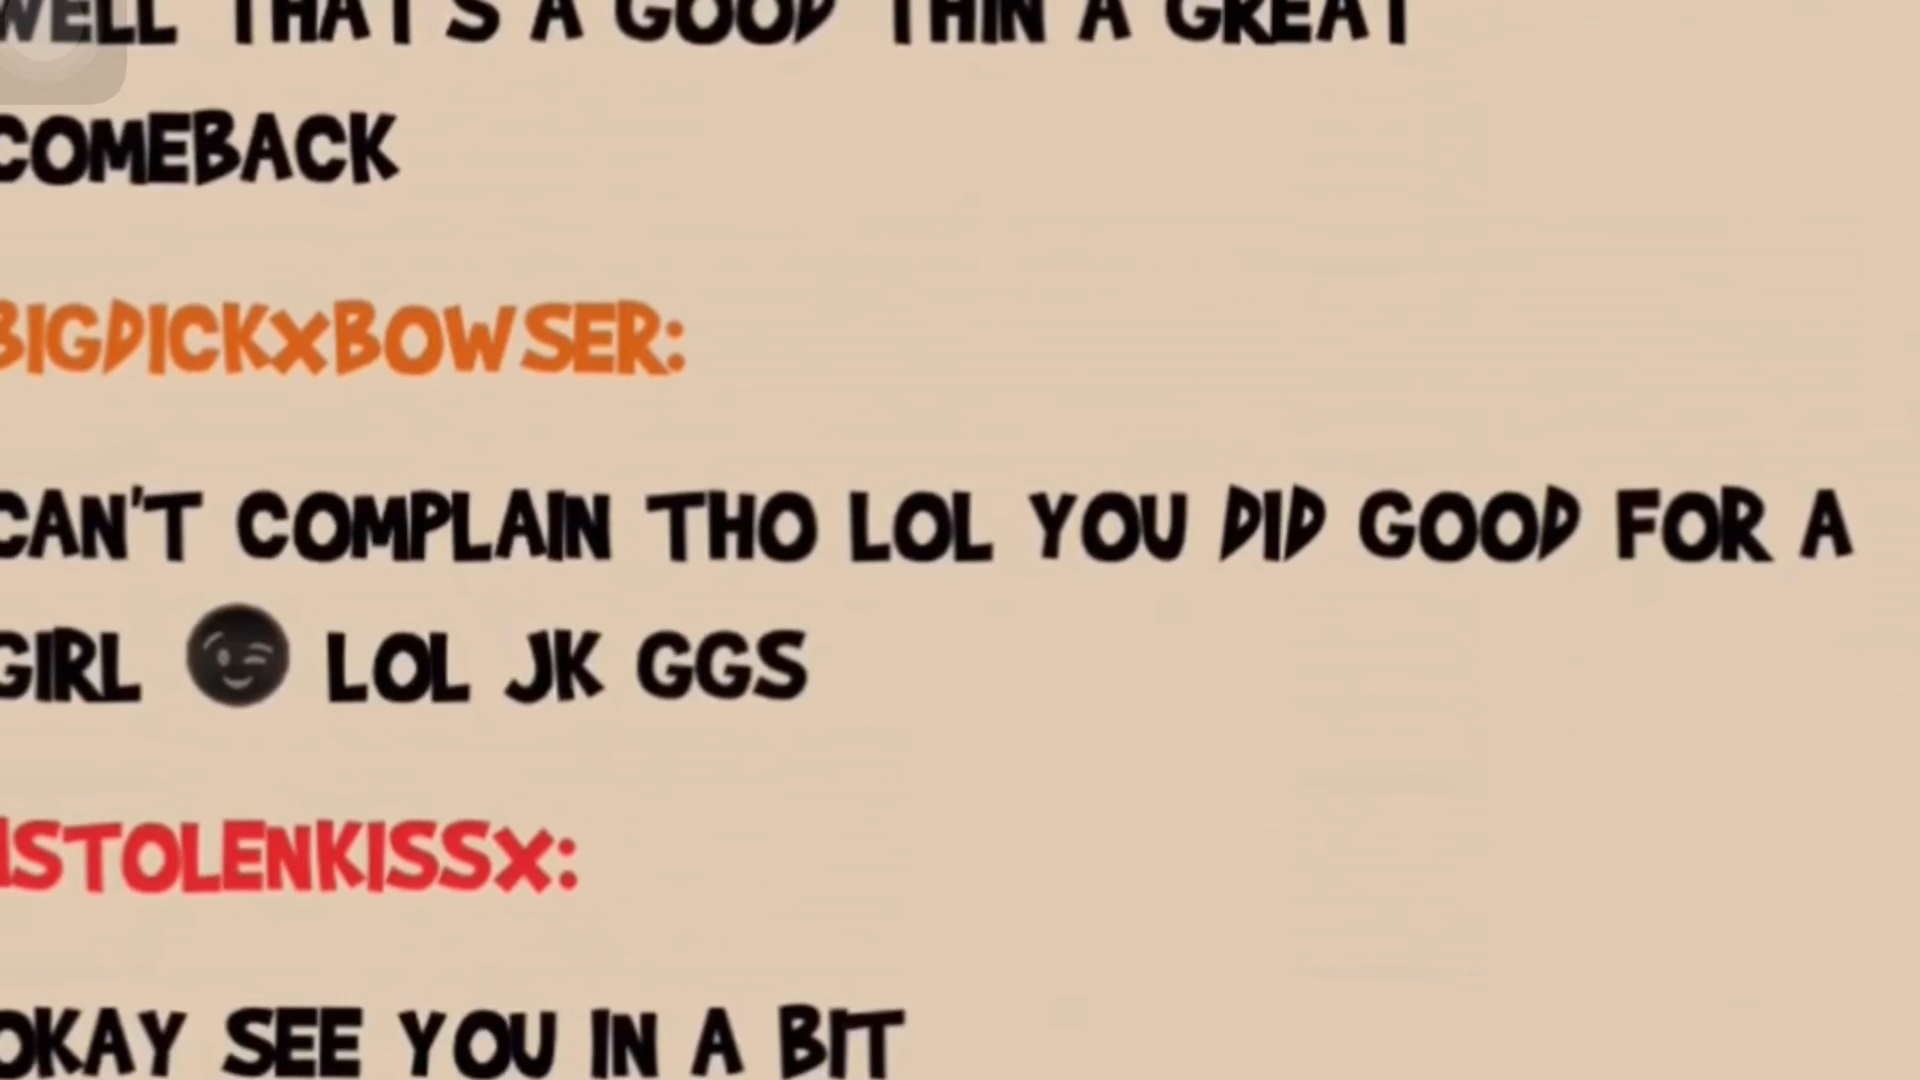 WELL THAT'S A GOOD THIN A GREAT
COMEBACK
BIGDICKXBOWSER:
CAN'T COMPLAIN THO LOL YOU DID GOOD FOR A
GIRL 😉 LOL JK GGS
ISTOLENKISSX:
OKAY SEE YOU IN A BIT